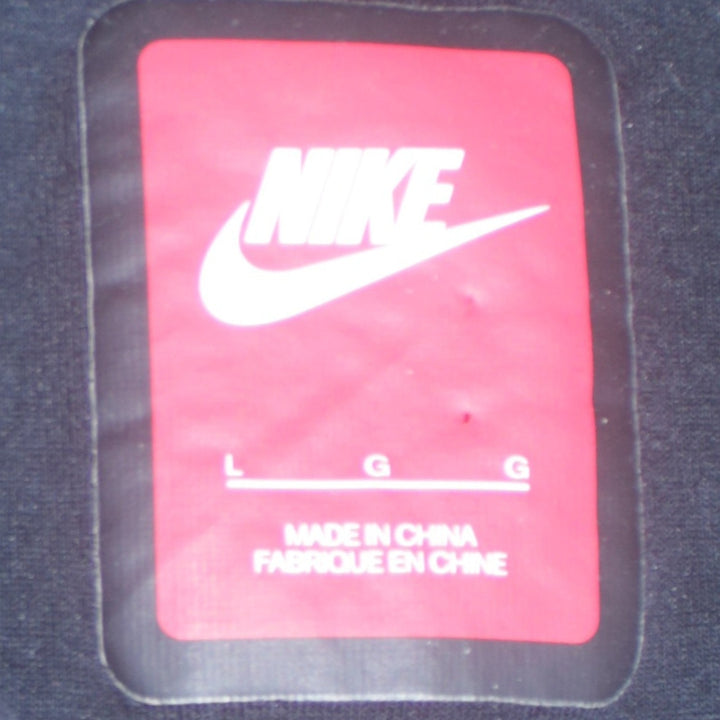 NIKE
L G G
MADE IN CHINA
FABRIQUE EN CHINE